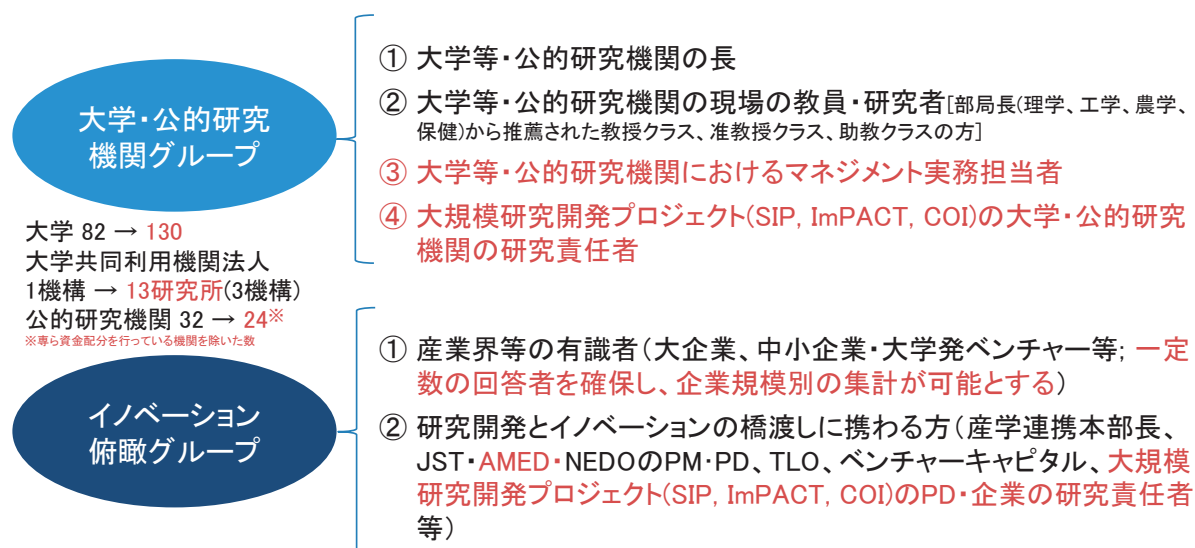 大学・公的研究
機関グループ
大学 82 → 130
大学共同利用機関法人
1機構 → 13研究所(3機構)
公的研究機関 32 → 24※
※専ら資金配分を行っている機関を除いた数
① 大学等・公的研究機関の長
② 大学等・公的研究機関の現場の教員・研究者[部局長(理学、工学、農学、
保健)から推薦された教授クラス、准教授クラス、助教クラスの方]
③ 大学等・公的研究機関におけるマネジメント実務担当者
④ 大規模研究開発プロジェクト(SIP, ImPACT, COI)の大学・公的研究
機関の研究責任者
イノベーション
俯瞰グループ
① 産業界等の有識者(大企業、中小企業・大学発ベンチャー等; 一定
数の回答者を確保し、企業規模別の集計が可能とする)
② 研究開発とイノベーションの橋渡しに携わる方(産学連携本部長、
JST・AMED・NEDOのPM・PD、TLO、ベンチャーキャピタル、大規模
研究開発プロジェクト(SIP, ImPACT, COI)のPD・企業の研究責任者
等)